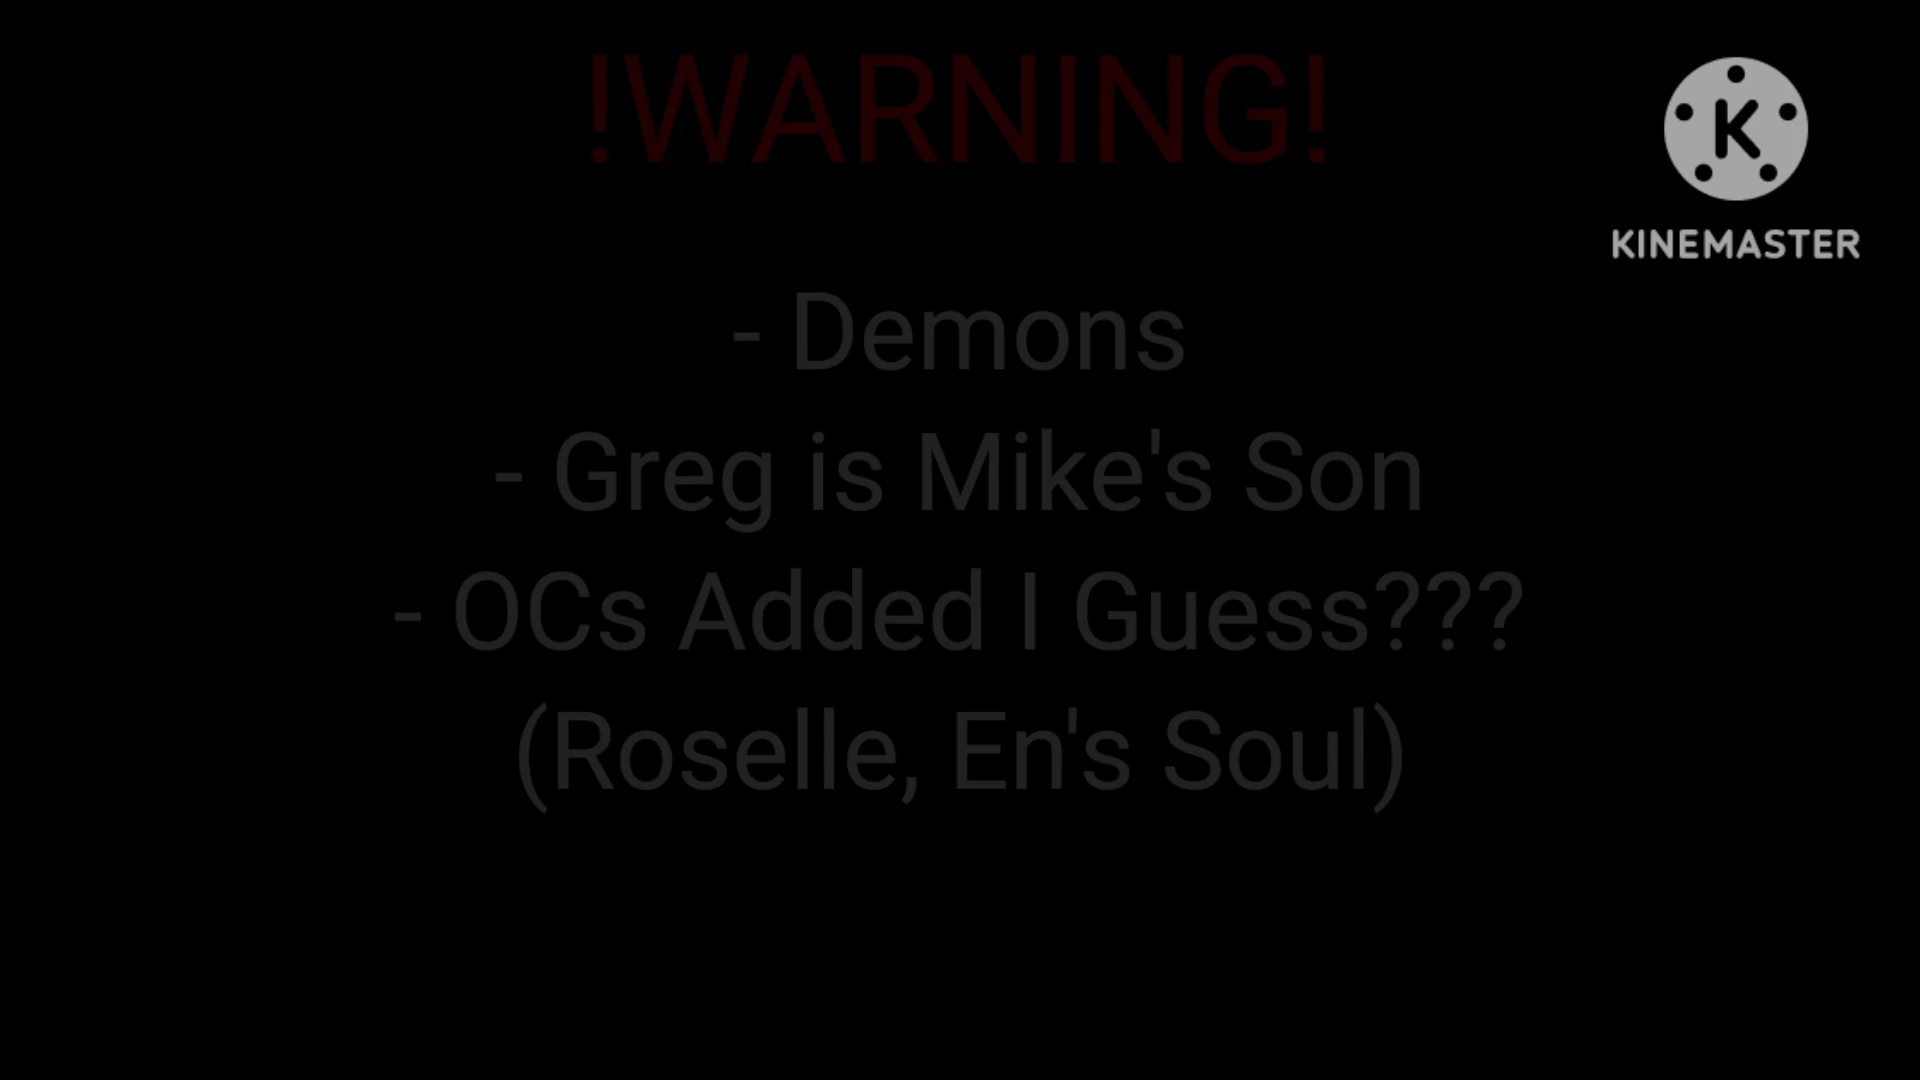 !WARNING!
K
KINEMASTER
- Demons
- Greg is Mike's Son
- OCs Added I Guess???
(Roselle, En's Soul)